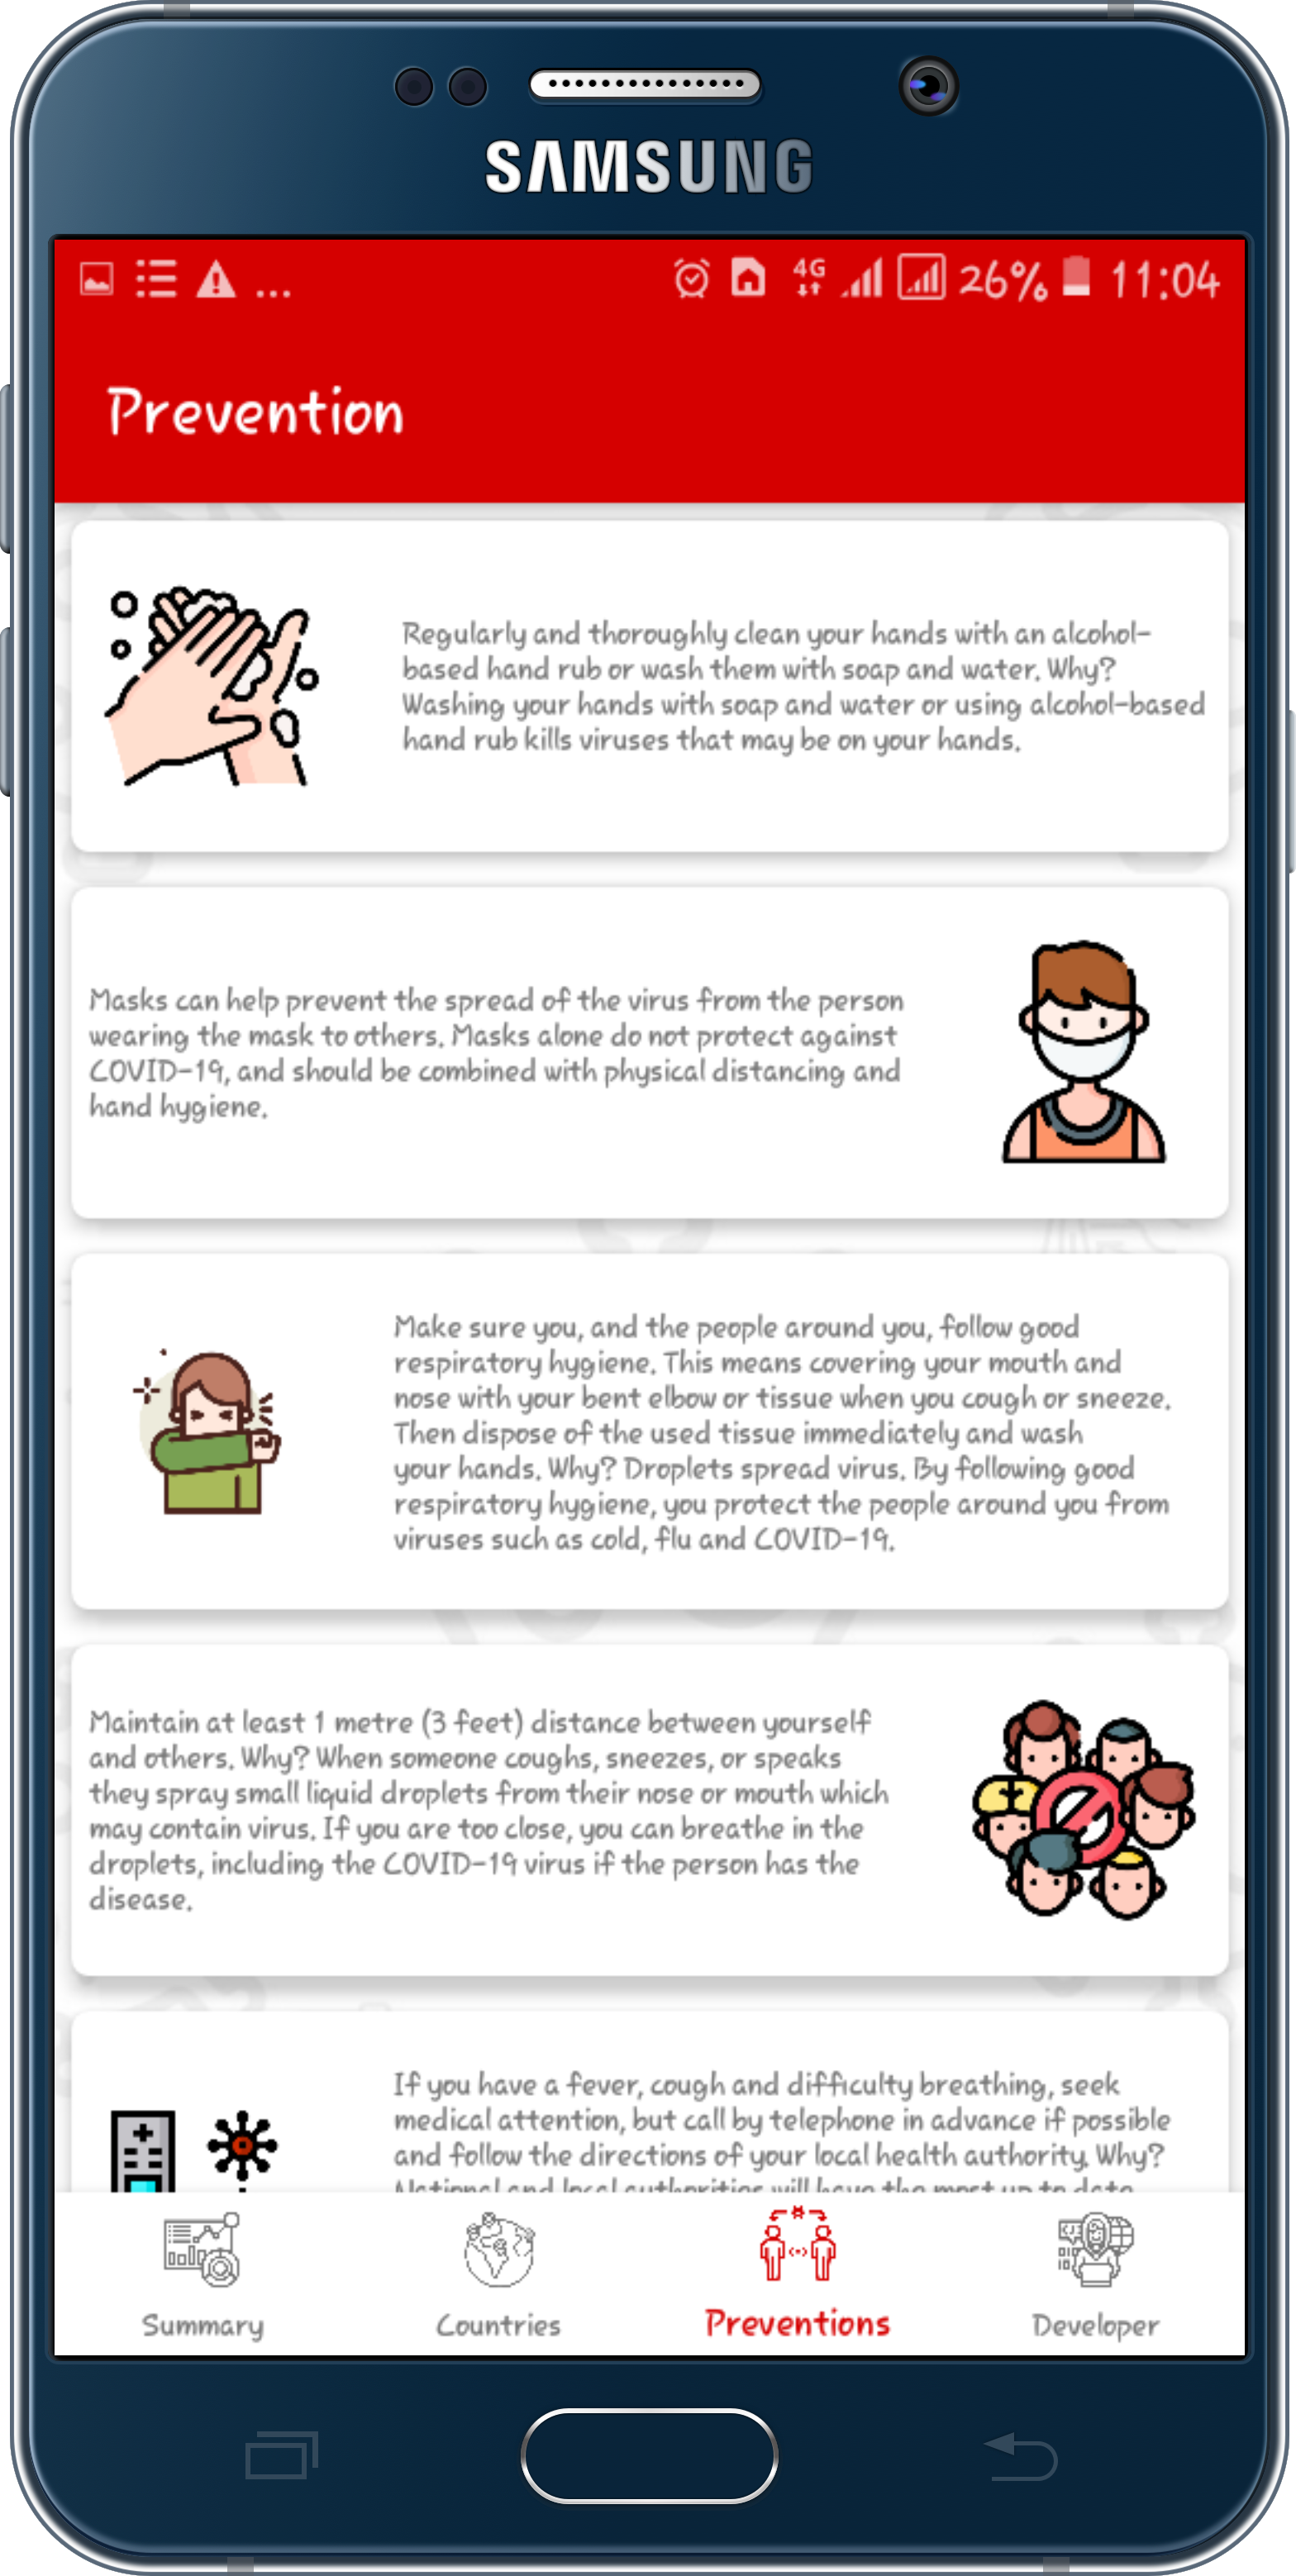 SAMSUNG
... 4G 26% 11:04
Prevention
Regularly and thoroughly clean your hands with an alcohol-
based hand rub or wash them with soap and water. Why?
Washing your hands with soap and water or using alcohol-based
hand rub kills viruses that may be on your hands.
Masks can help prevent the spread of the virus from the person
wearing the mask to others. Masks alone do not protect against
COVID-19, and should be combined with physical distancing and
hand hygiene.
Make sure you, and the people around you, follow good
respiratory hygiene. This means covering your mouth and
nose with your bent elbow or tissue when you cough or sneeze.
Then dispose of the used tissue immediately and wash
your hands. Why? Droplets spread virus. By following good
respiratory hygiene, you protect the people around you from
viruses such as cold, flu and COVID-19.
Maintain at least 1 metre (3 feet) distance between yourself
and others. Why? When someone coughs, sneezes, or speaks
they spray small liquid droplets from their nose or mouth which
may contain virus. If you are too close, you can breathe in the
droplets, including the COVID-19 virus if the person has the
disease.
If you have a fever, cough and difficulty breathing, seek
medical attention, but call by telephone in advance if possible
and follow the directions of your local health authority. Why?
National and local authorities will have the most up to date
Summary
Countries
Preventions
Developer